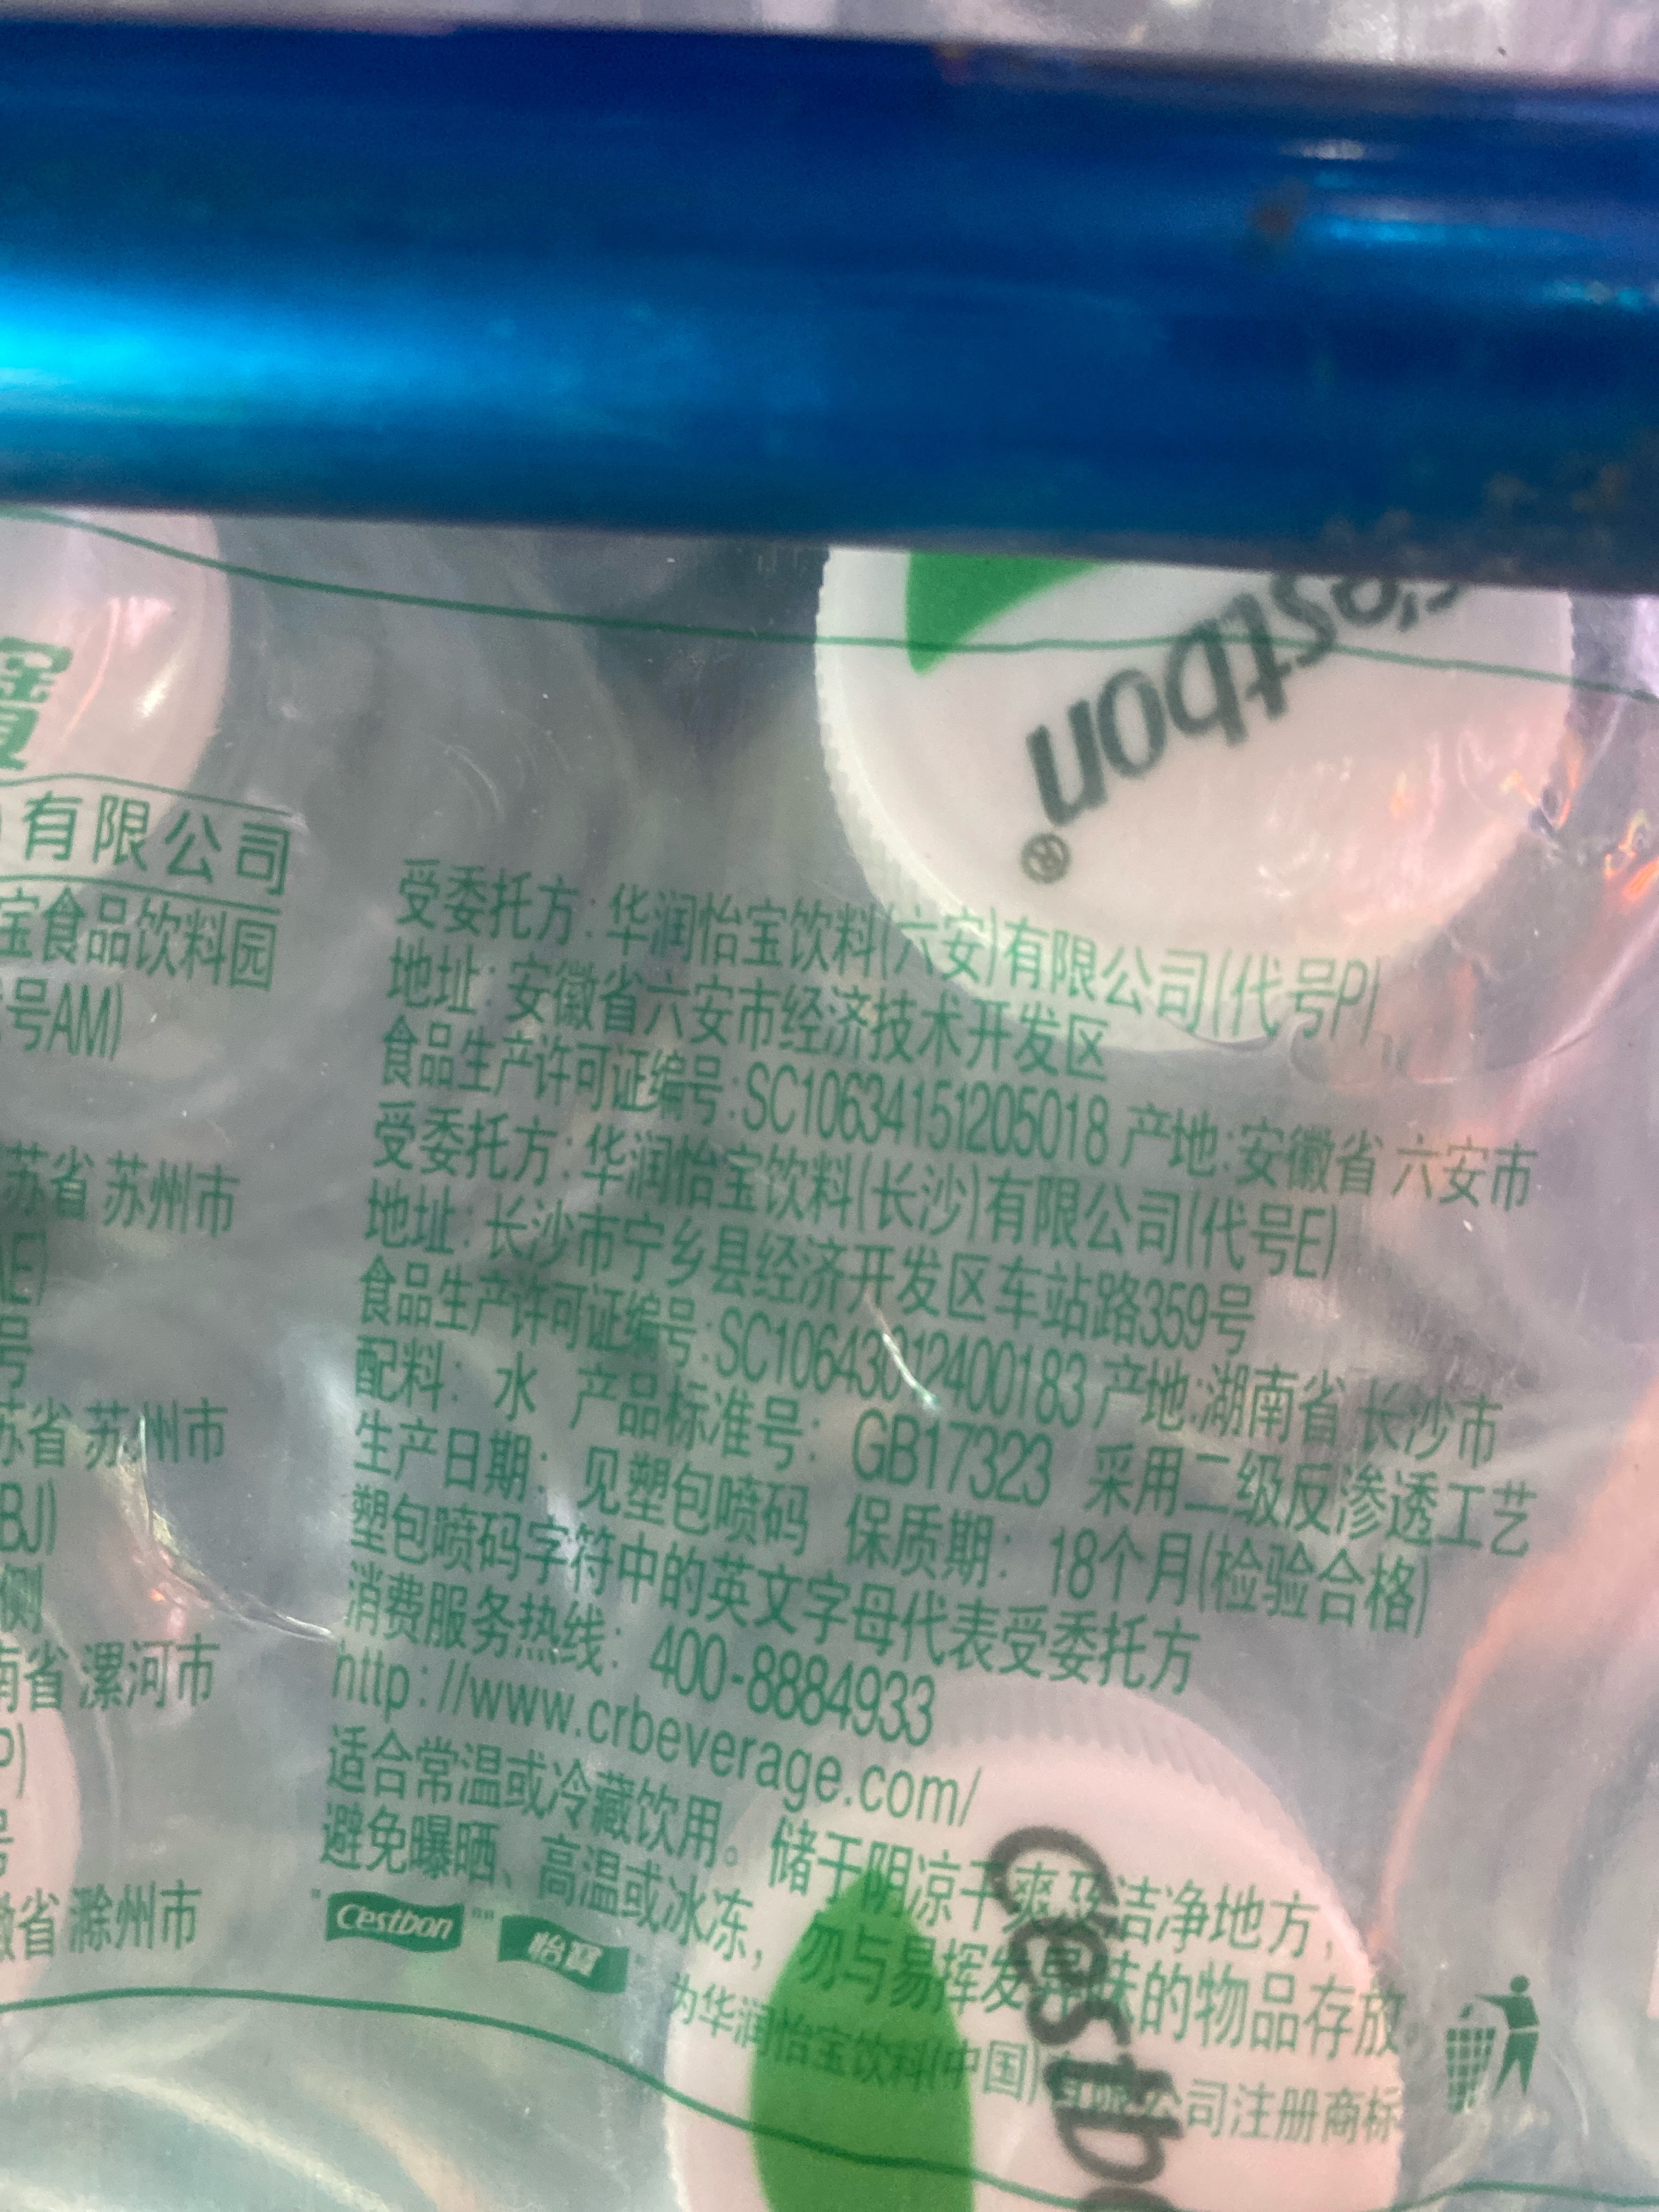 estbon®
寳
有限公司
宝食品饮料园
号AM)
苏省 苏州市
号
苏省 苏州市
BJ)
侧
南省 漯河市
P)
号
徽省 滁州市
受委托方: 华润怡宝饮料(六安)有限公司(代号P)
地址: 安徽省六安市经济技术开发区
食品生产许可证编号:SC10634151205018 产地:安徽省 六安市
受委托方: 华润怡宝饮料(长沙)有限公司(代号E)
地址: 长沙市宁乡县经济开发区车站路359号
食品生产许可证编号:SC10643012400183 产地:湖南省 长沙市
配料: 水 产品标准号: GB17323 采用二级反渗透工艺
生产日期: 见塑包喷码 保质期: 18个月(检验合格)
塑包喷码字符中的英文字母代表受委托方
消费服务热线: 400-8884933
http://www.crbeverage.com/
适合常温或冷藏饮用。储于阴凉干爽及洁净地方,
避免曝晒、高温或冰冻, 勿与易挥发异味的物品存放
"Cestbon" "怡寳" 为华润怡宝饮料(中国)有限公司注册商标
Cestbo